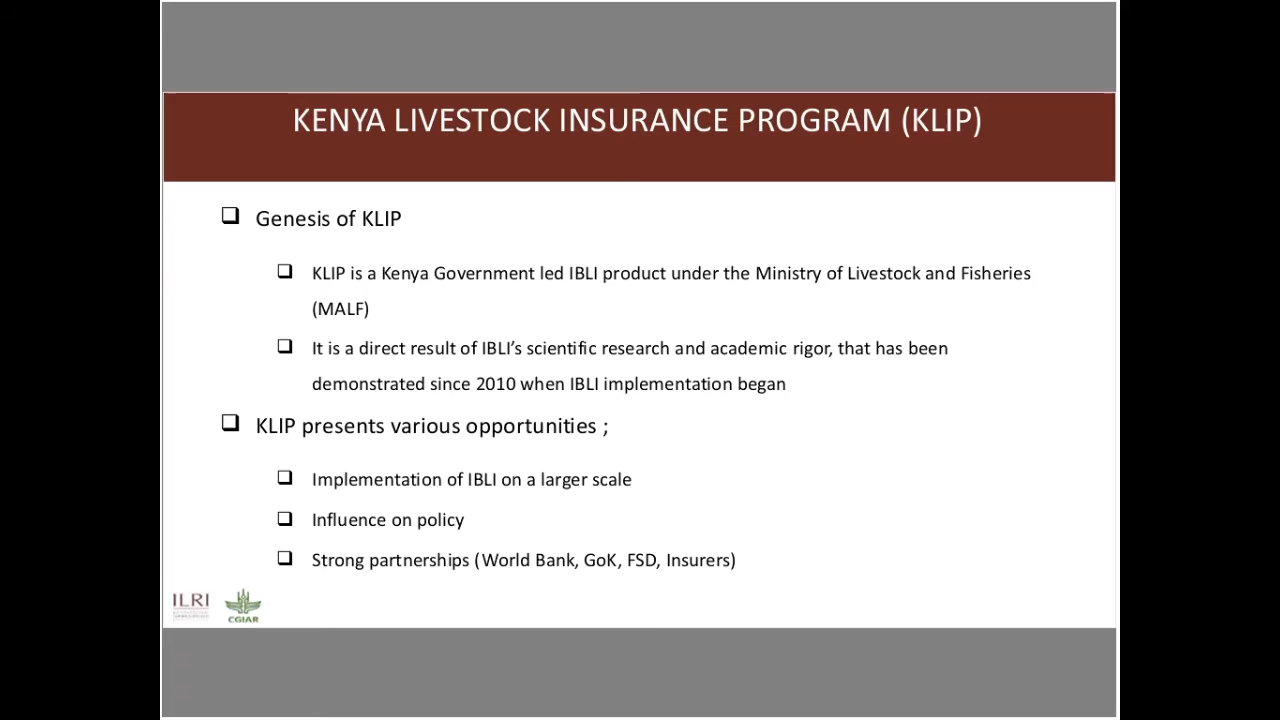 KENYA LIVESTOCK INSURANCE PROGRAM (KLIP)
Genesis of KLIP
KLIP is a Kenya Government led IBLI product under the Ministry of Livestock and Fisheries
(MALF)
It is a direct result of IBLI’s scientific research and academic rigor, that has been
demonstrated since 2010 when IBLI implementation began
KLIP presents various opportunities ;
Implementation of IBLI on a larger scale
Influence on policy
Strong partnerships (World Bank, GoK, FSD, Insurers)
ILRI
CGIAR